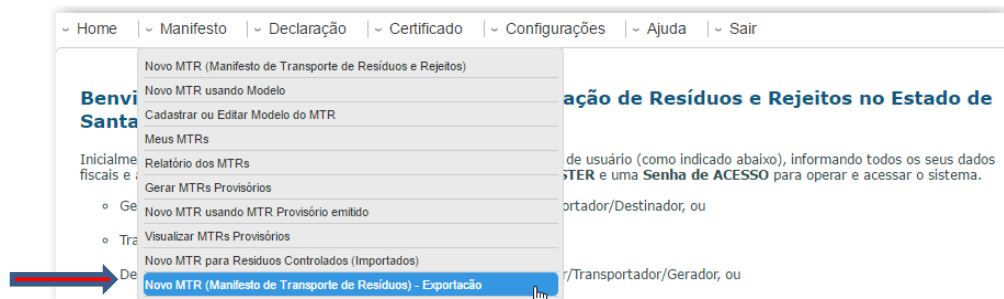 Home Manifesto Declaração Certificado Configurações Ajuda Sair
Novo MTR (Manifesto de Transporte de Resíduos e Rejeitos)
Novo MTR usando Modelo
Benvi ação de Resíduos e Rejeitos no Estado de
Cadastrar ou Editar Modelo do MTR
Santa
Meus MTRs
Inicialme de usuário (como indicado abaixo), informando todos os seus dados
Relatório dos MTRs
fiscais e a STER e uma Senha de ACESSO para operar e acessar o sistema.
Gerar MTRs Provisórios
Ge ortador/Destinador, ou
Novo MTR usando MTR Provisório emitido
Visualizar MTRs Provisórios
Tra
Novo MTR para Residuos Controlados (Importados)
De r/Transportador/Gerador, ou
Novo MTR (Manifesto de Transporte de Resíduos) - Exportacão